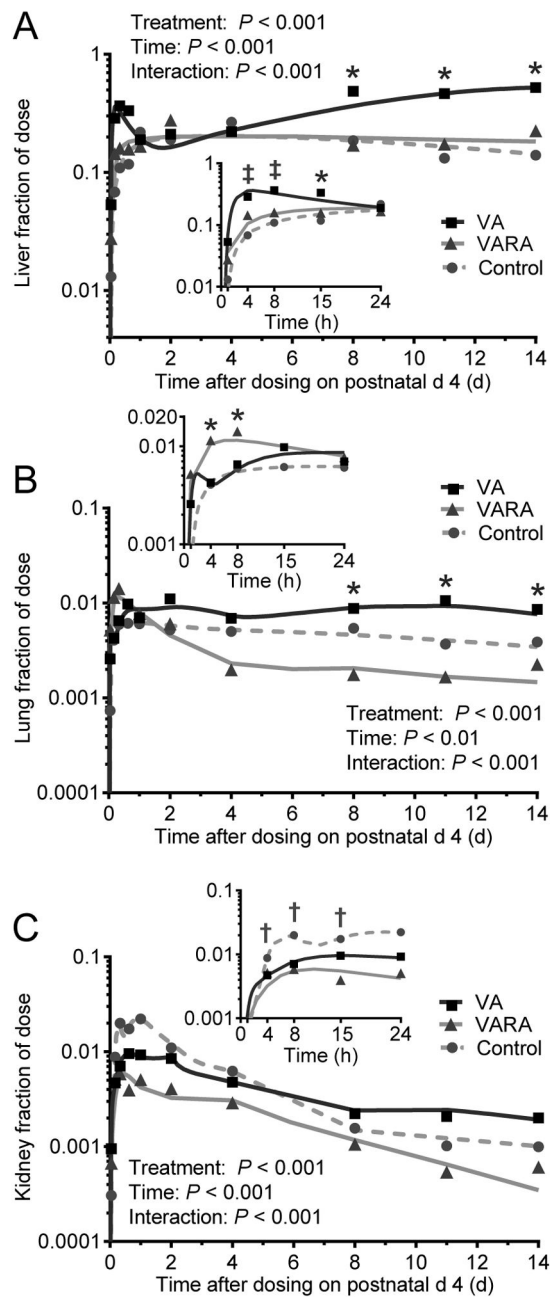 A
Treatment: P < 0.001
Time: P < 0.001
Interaction: P < 0.001
* * *
1
0.1
0.01
Liver fraction of dose
1
0.1
0.01
‡ ‡ *
0 4 8 15 24
Time (h)
VA
VARA
Control
0 2 4 6 8 10 12 14
Time after dosing on postnatal d 4 (d)
0.020
0.010
0.001
* *
0 4 8 15 24
Time (h)
B
VA
VARA
Control
0.1
0.01
0.001
0.0001
Lung fraction of dose
* * *
Treatment: P < 0.001
Time: P < 0.01
Interaction: P < 0.001
0 2 4 6 8 10 12 14
Time after dosing on postnatal d 4 (d)
C
0.1
0.01
0.001
† † †
0 4 8 15 24
Time (h)
VA
VARA
Control
0.1
0.01
0.001
0.0001
Kidney fraction of dose
Treatment: P < 0.001
Time: P < 0.001
Interaction: P < 0.001
0 2 4 6 8 10 12 14
Time after dosing on postnatal d 4 (d)